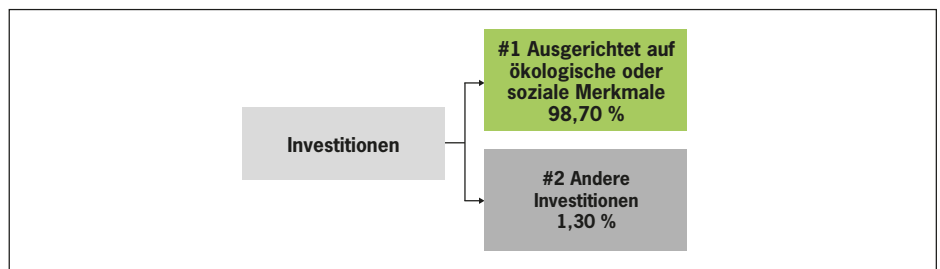 #1 Ausgerichtet auf
ökologische oder
soziale Merkmale
98,70 %
Investitionen
#2 Andere
Investitionen
1,30 %